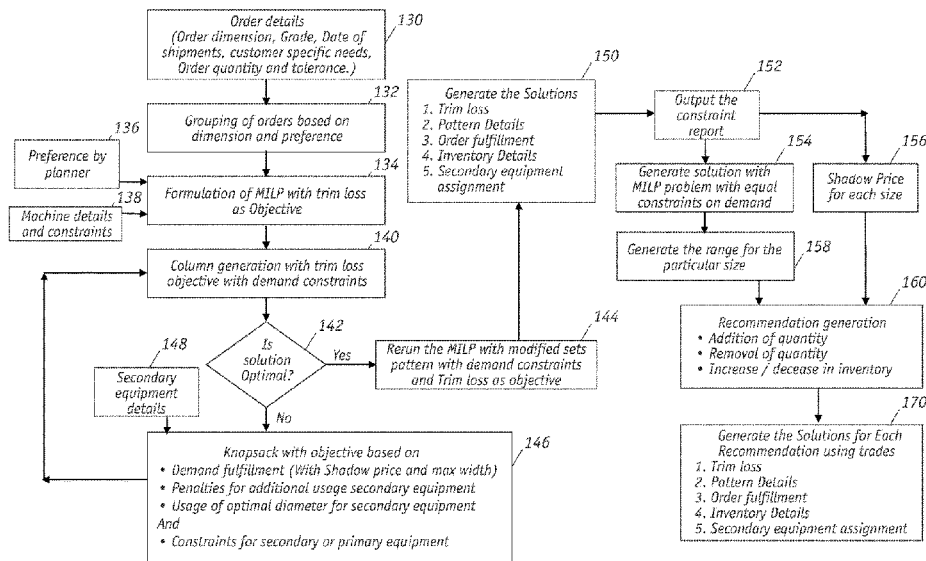 130
Order details
(Order dimension, Grade, Date of
shipments, customer specific needs,
Order quantity and tolerance.)
132
Grouping of orders based on
dimension and preference
136
Preference by
planner
134
Formulation of MILP with trim loss
as Objective
138
Machine details
and constraints
140
Column generation with trim loss
objective with demand constraints
142
Is
solution
Optimal?
Yes
No
144
Rerun the MILP with modified sets
pattern with demand constraints
and Trim loss as objective
148
Secondary
equipment
details
146
Knapsack with objective based on
• Demand fulfillment (With Shadow price and max width)
• Penalties for additional usage secondary equipment
• Usage of optimal diameter for secondary equipment
And
• Constraints for secondary or primary equipment
150
Generate the Solutions
1. Trim loss
2. Pattern Details
3. Order fulfillment
4. Inventory Details
5. Secondary equipment
assignment
152
Output the
constraint
report
154
Generate solution with
MILP problem with equal
constraints on demand
156
Shadow Price
for each size
158
Generate the range for the
particular size
160
Recommendation generation
• Addition of quantity
• Removal of quantity
• Increase / decease in inventory
170
Generate the Solutions for Each
Recommendation using trades
1. Trim loss
2. Pattern Details
3. Order fulfillment
4. Inventory Details
5. Secondary equipment assignment